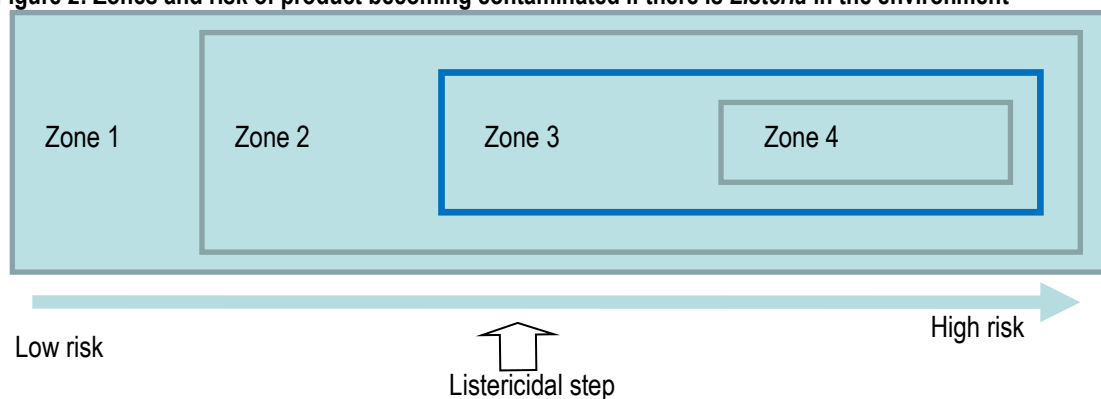 Figure 2. Zones and risk of product becoming contaminated if there is Listeria in the environment
Zone 1
Zone 2
Zone 3
Zone 4
Low risk
High risk
Listericidal step